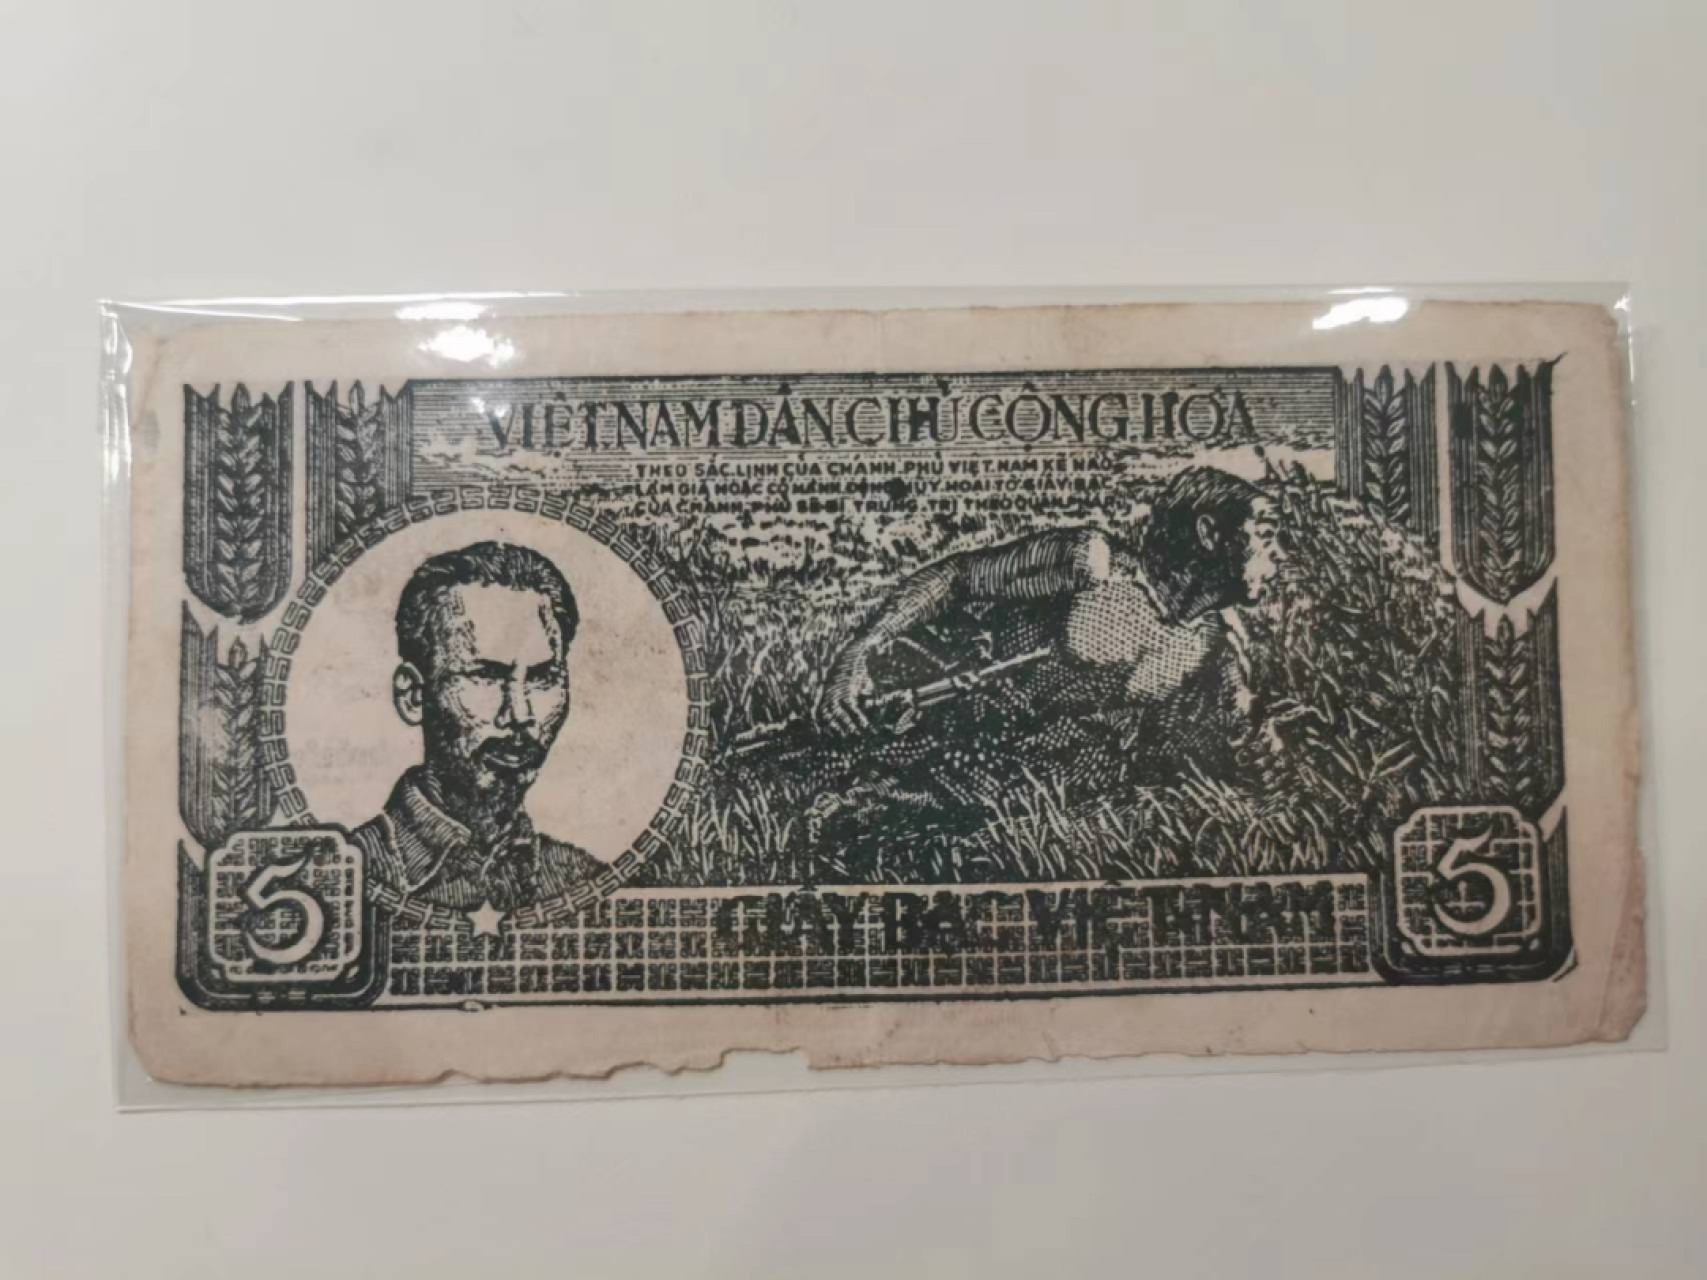 VIỆT.NAM DÂN.CHỦ CỘNG.HÒA
THEO SẮC.LỊNH CỦA CHÁNH.PHỦ VIỆT.NAM KẺ NÀO
LÀM GIẢ HOẶC CÓ HÀNH.ĐỘNG HỦY.HOẠI TỜ GIẤY.BẠC
CỦA CHÁNH.PHỦ SẼ BỊ TRỪNG.TRỊ THEO QUÂN.PHÁP
5
GIẤY BẠC VIỆT.NAM
5